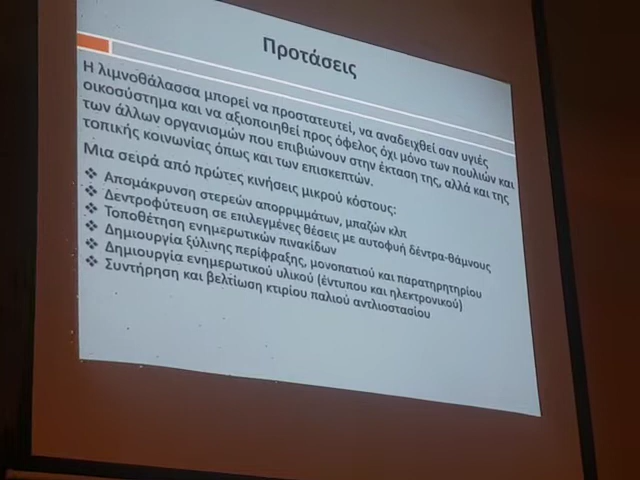 Προτάσεις
Η λιμνοθάλασσα μπορεί να προστατευτεί, να αναδειχθεί σαν υγιές
οικοσύστημα και να αξιοποιηθεί προς όφελος όχι μόνο των πουλιών και
των άλλων οργανισμών που επιβιώνουν στην έκταση της, αλλά και της
τοπικής κοινωνίας όπως και των επισκεπτών.
Μια σειρά από πρώτες κινήσεις μικρού κόστους:
❖ Απομάκρυνση στερεών απορριμμάτων, μπαζών κλπ
❖ Δεντροφύτευση σε επιλεγμένες θέσεις με αυτοφυή δέντρα-θάμνους
❖ Τοποθέτηση ενημερωτικών πινακίδων
❖ Δημιουργία ξύλινης περίφραξης, μονοπατιού και παρατηρητηρίου
❖ Δημιουργία ενημερωτικού υλικού (έντυπου και ηλεκτρονικού)
❖ Συντήρηση και βελτίωση κτιρίου παλιού αντλιοστασίου